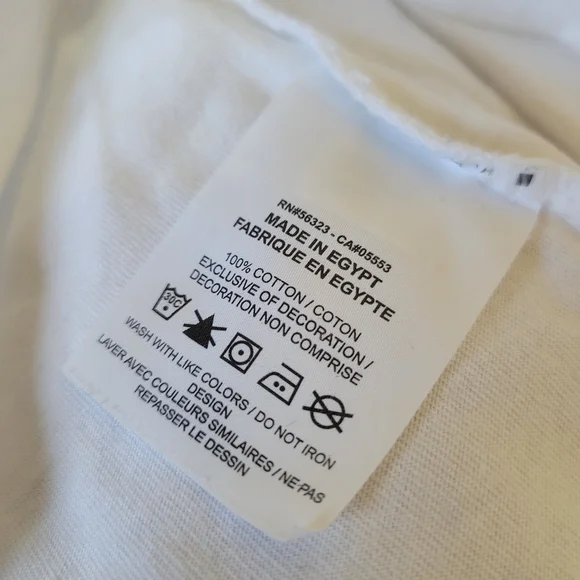 RN#56323 - CA#05553
MADE IN EGYPT
FABRIQUE EN EGYPTE
100% COTTON / COTON
EXCLUSIVE OF DECORATION /
DECORATION NON COMPRISE
30C
WASH WITH LIKE COLORS / DO NOT IRON
DESIGN
LAVER AVEC COULEURS SIMILAIRES / NE PAS
REPASSER LE DESSIN